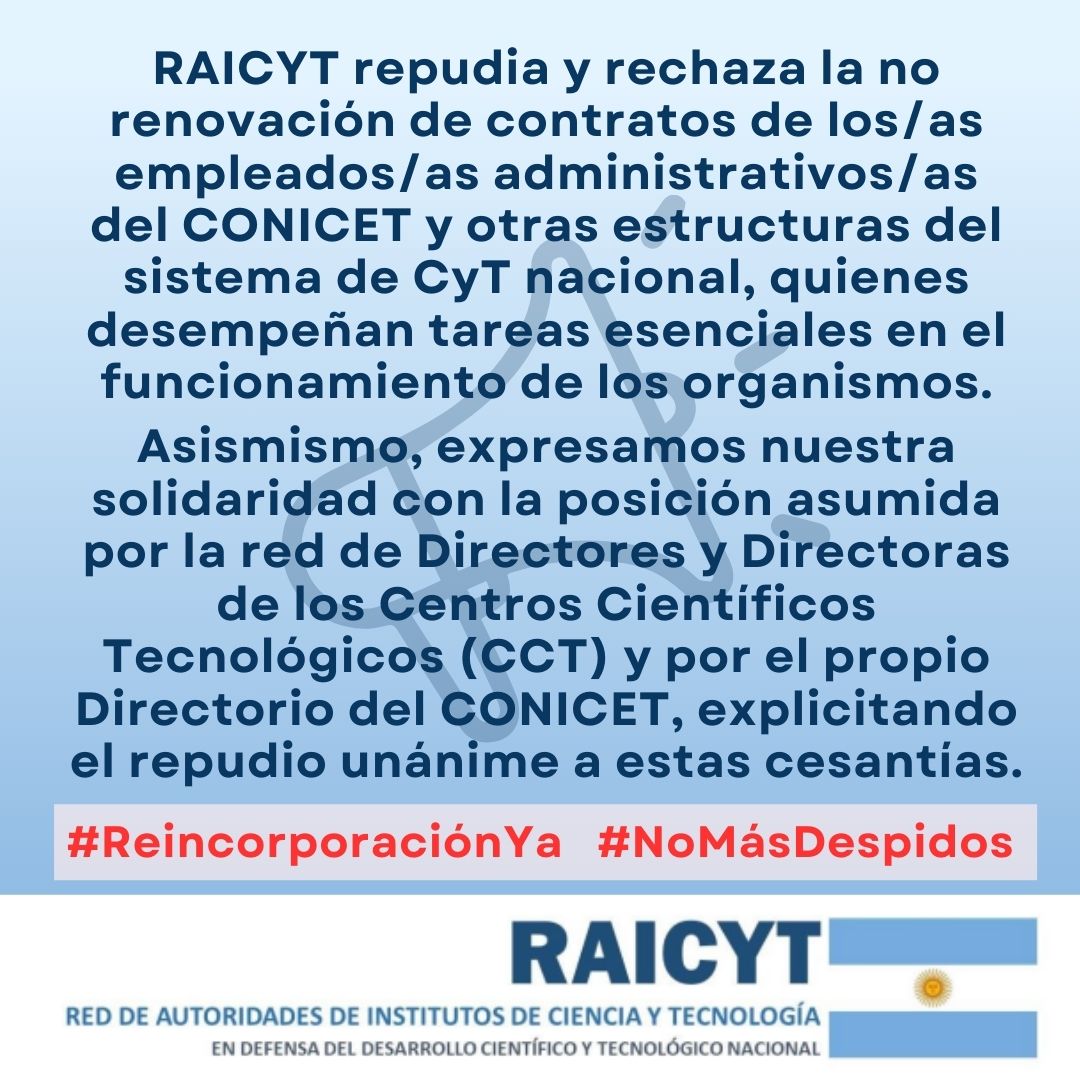 RAICYT repudia y rechaza la no
renovación de contratos de los/as
empleados/as administrativos/as
del CONICET y otras estructuras del
sistema de CyT nacional, quienes
desempeñan tareas esenciales en el
funcionamiento de los organismos.
Asismismo, expresamos nuestra
solidaridad con la posición asumida
por la red de Directores y Directoras
de los Centros Científicos
Tecnológicos (CCT) y por el propio
Directorio del CONICET, explicitando
el repudio unánime a estas cesantías.
#ReincorporaciónYa #NoMásDespidos
RAICYT
RED DE AUTORIDADES DE INSTITUTOS DE CIENCIA Y TECNOLOGÍA
EN DEFENSA DEL DESARROLLO CIENTÍFICO Y TECNOLÓGICO NACIONAL